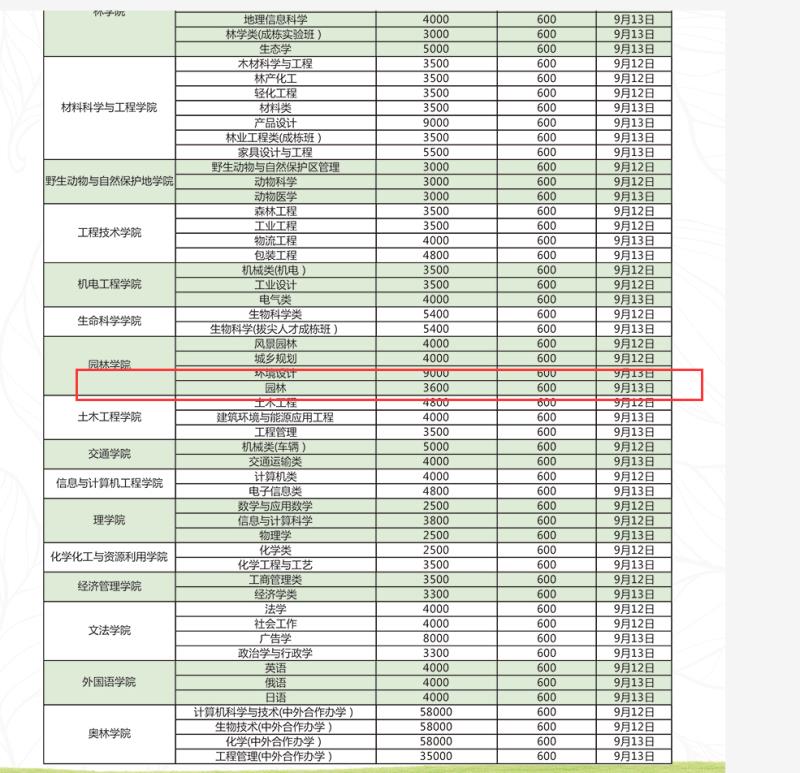 林学院
地理信息科学 4000 600 9月13日
林学类(成栋实验班) 3000 600 9月13日
生态学 5000 600 9月13日
材料科学与工程学院
木材科学与工程 3500 600 9月12日
林产化工 3500 600 9月12日
轻化工程 3500 600 9月12日
材料类 3500 600 9月13日
产品设计 9000 600 9月13日
林业工程类(成栋班) 3500 600 9月13日
家具设计与工程 5500 600 9月13日
野生动物与自然保护地学院
野生动物与自然保护区管理 3000 600 9月12日
动物科学 3000 600 9月12日
动物医学 3000 600 9月13日
工程技术学院
森林工程 3500 600 9月12日
工业工程 3500 600 9月12日
物流工程 4000 600 9月13日
包装工程 4800 600 9月13日
机电工程学院
机械类(机电) 3500 600 9月12日
工业设计 3500 600 9月12日
电气类 4000 600 9月13日
生命科学学院
生物科学类 5400 600 9月12日
生物科学(拔尖人才成栋班) 5400 600 9月13日
园林学院
风景园林 4000 600 9月12日
城乡规划 4000 600 9月12日
环境设计 9000 600 9月13日
园林 3600 600 9月13日
土木工程学院
土木工程 4800 600 9月12日
建筑环境与能源应用工程 4000 600 9月13日
工程管理 3500 600 9月13日
交通学院
机械类(车辆) 5000 600 9月12日
交通运输类 4000 600 9月13日
信息与计算机工程学院
计算机类 4000 600 9月12日
电子信息类 4800 600 9月13日
理学院
数学与应用数学 2500 600 9月12日
信息与计算科学 3800 600 9月12日
物理学 2500 600 9月13日
化学化工与资源利用学院
化学类 2500 600 9月12日
化学工程与工艺 3500 600 9月13日
经济管理学院
工商管理类 3500 600 9月12日
经济学类 3300 600 9月13日
文法学院
法学 4000 600 9月12日
社会工作 4000 600 9月12日
广告学 8000 600 9月13日
政治学与行政学 3300 600 9月13日
外国语学院
英语 4000 600 9月12日
俄语 4000 600 9月13日
日语 4000 600 9月13日
奥林学院
计算机科学与技术(中外合作办学) 58000 600 9月12日
生物技术(中外合作办学) 58000 600 9月12日
化学(中外合作办学) 58000 600 9月13日
工程管理(中外合作办学) 35000 600 9月13日